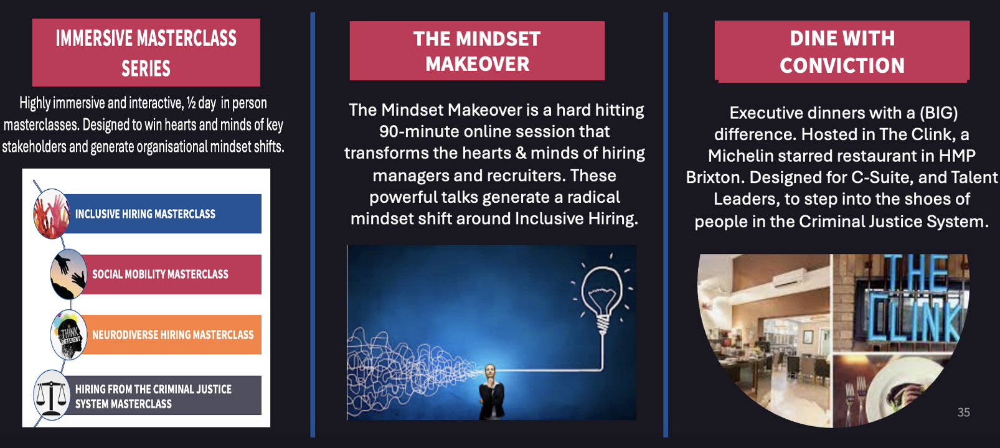 IMMERSIVE MASTERCLASS
SERIES
Highly immersive and interactive, ½ day in person
masterclasses. Designed to win hearts and minds of key
stakeholders and generate organisational mindset shifts.
INCLUSIVE HIRING MASTERCLASS
SOCIAL MOBILITY MASTERCLASS
THINK
DIFFERENT
NEURODIVERSE HIRING MASTERCLASS
HIRING FROM THE CRIMINAL JUSTICE
SYSTEM MASTERCLASS
THE MINDSET
MAKEOVER
The Mindset Makeover is a hard hitting
90-minute online session that
transforms the hearts & minds of hiring
managers and recruiters. These
powerful talks generate a radical
mindset shift around Inclusive Hiring.
DINE WITH
CONVICTION
Executive dinners with a (BIG)
difference. Hosted in The Clink, a
Michelin starred restaurant in HMP
Brixton. Designed for C-Suite, and Talent
Leaders, to step into the shoes of
people in the Criminal Justice System.
THE
CLINK
35